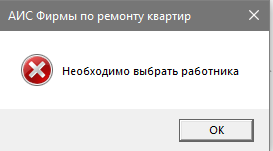 АИС Фирмы по ремонту квартир
Необходимо выбрать работника
OK